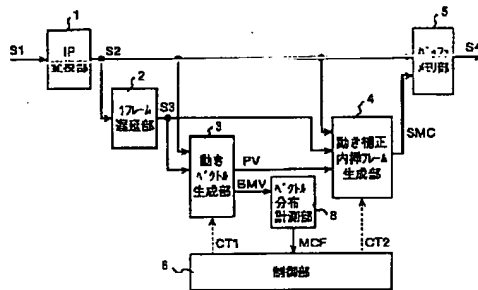 1
S1
IP
変換部
S2
2
1フレーム
遅延部
S3
3
動き
ベクトル
生成部
PV
BMV
ベクトル
分布
計測部
8
4
動き補正
内挿フレーム
生成部
SMC
5
バッファ
メモリ部
S4
CT1
MCF
CT2
6
制御部